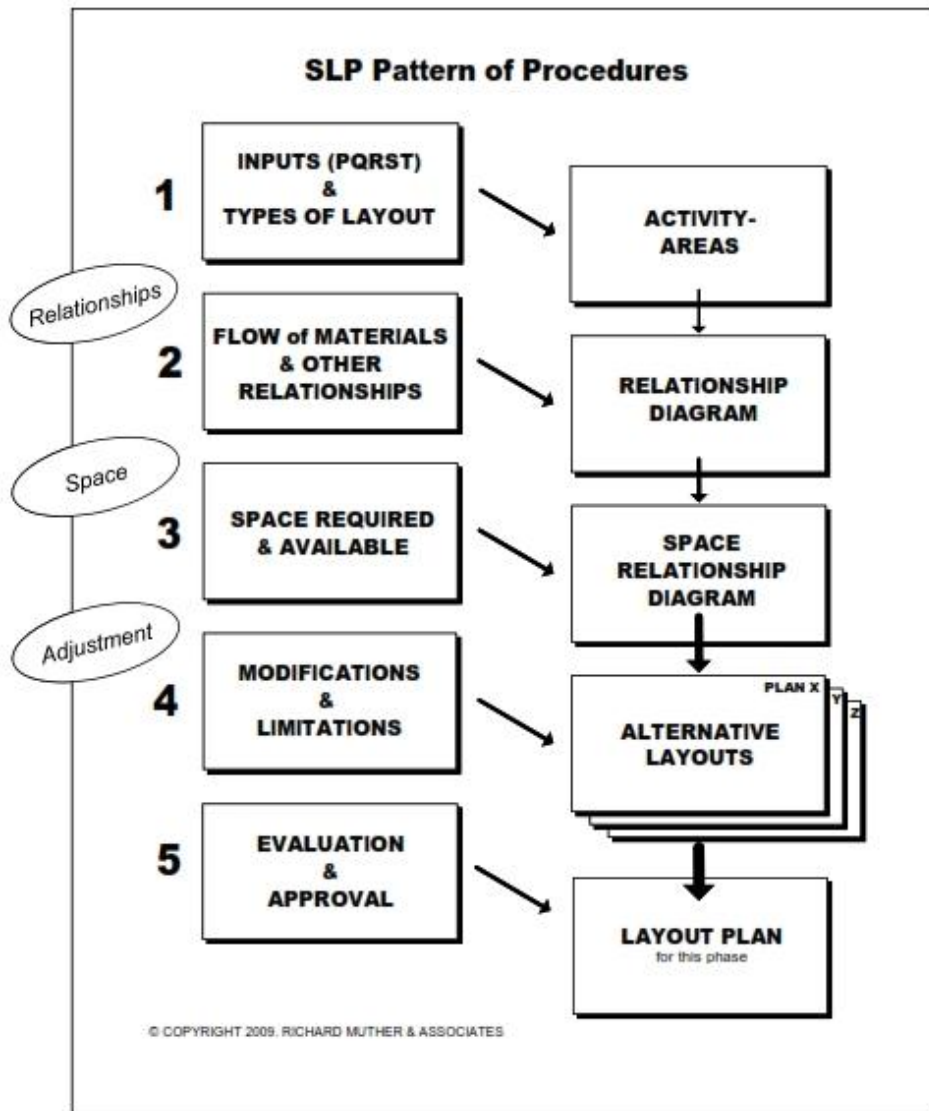 SLP Pattern of Procedures
1
INPUTS (PQRST)
&
TYPES OF LAYOUT
ACTIVITY-
AREAS
Relationships
2
FLOW of MATERIALS
& OTHER
RELATIONSHIPS
RELATIONSHIP
DIAGRAM
Space
3
SPACE REQUIRED
& AVAILABLE
SPACE
RELATIONSHIP
DIAGRAM
Adjustment
4
MODIFICATIONS
&
LIMITATIONS
PLAN X
Y
Z
ALTERNATIVE
LAYOUTS
5
EVALUATION
&
APPROVAL
LAYOUT PLAN
for this phase
© COPYRIGHT 2009. RICHARD MUTHER & ASSOCIATES